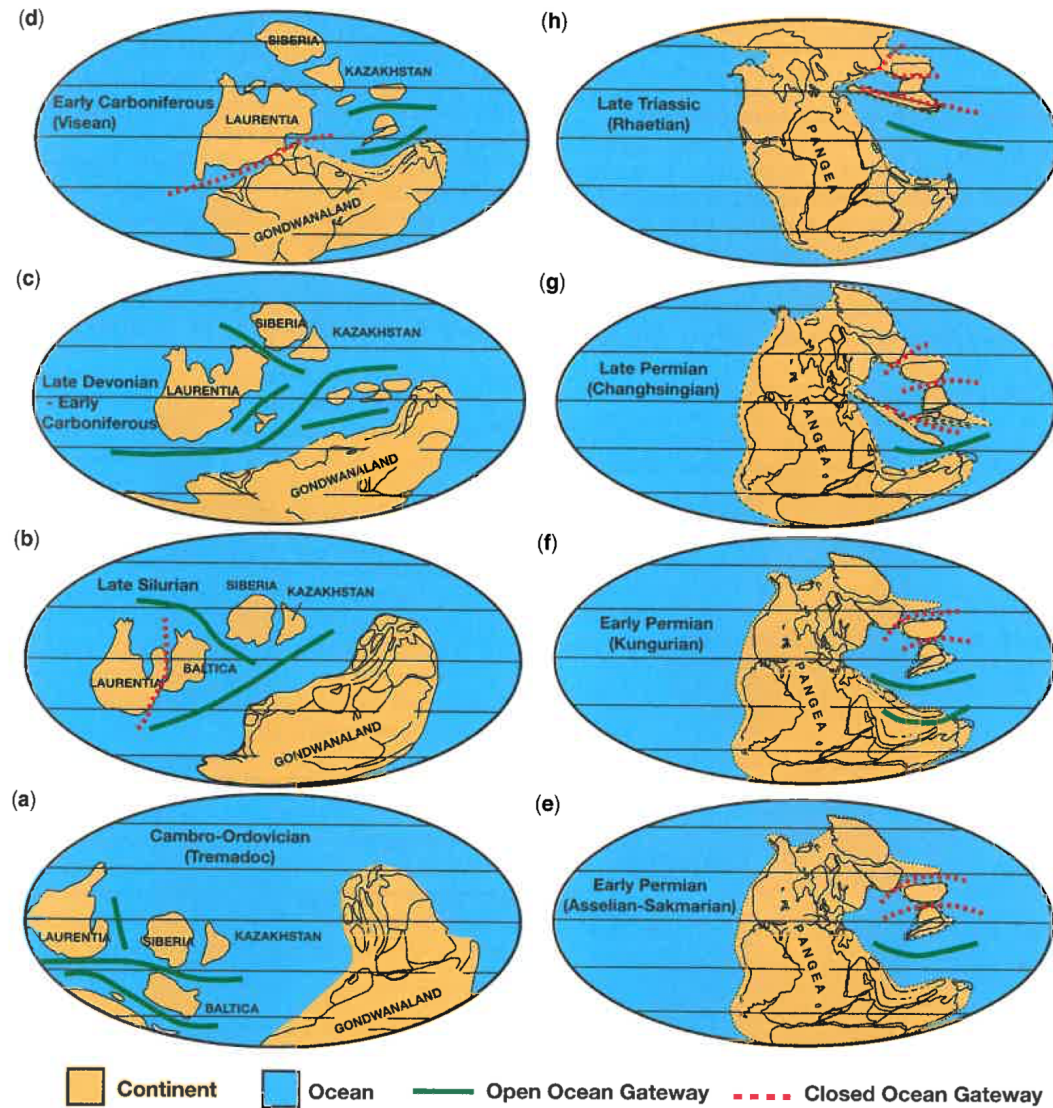 (d)
SIBERIA
KAZAKHSTAN
Early Carboniferous
(Visean)
LAURENTIA
GONDWANALAND
(h)
Late Triassic
(Rhaetian)
PANGEA
(c)
SIBERIA
KAZAKHSTAN
LAURENTIA
Late Devonian
- Early
Carboniferous
GONDWANALAND
(g)
Late Permian
(Changhsingian)
PANGEA
(b)
Late Silurian
SIBERIA
KAZAKHSTAN
BALTICA
LAURENTIA
GONDWANALAND
(f)
Early Permian
(Kungurian)
PANGEA
(a)
Cambro-Ordovician
(Tremadoc)
LAURENTIA
SIBERIA
KAZAKHSTAN
BALTICA
GONDWANALAND
(e)
Early Permian
(Asselian-Sakmarian)
PANGEA
Continent
Ocean
Open Ocean Gateway
Closed Ocean Gateway